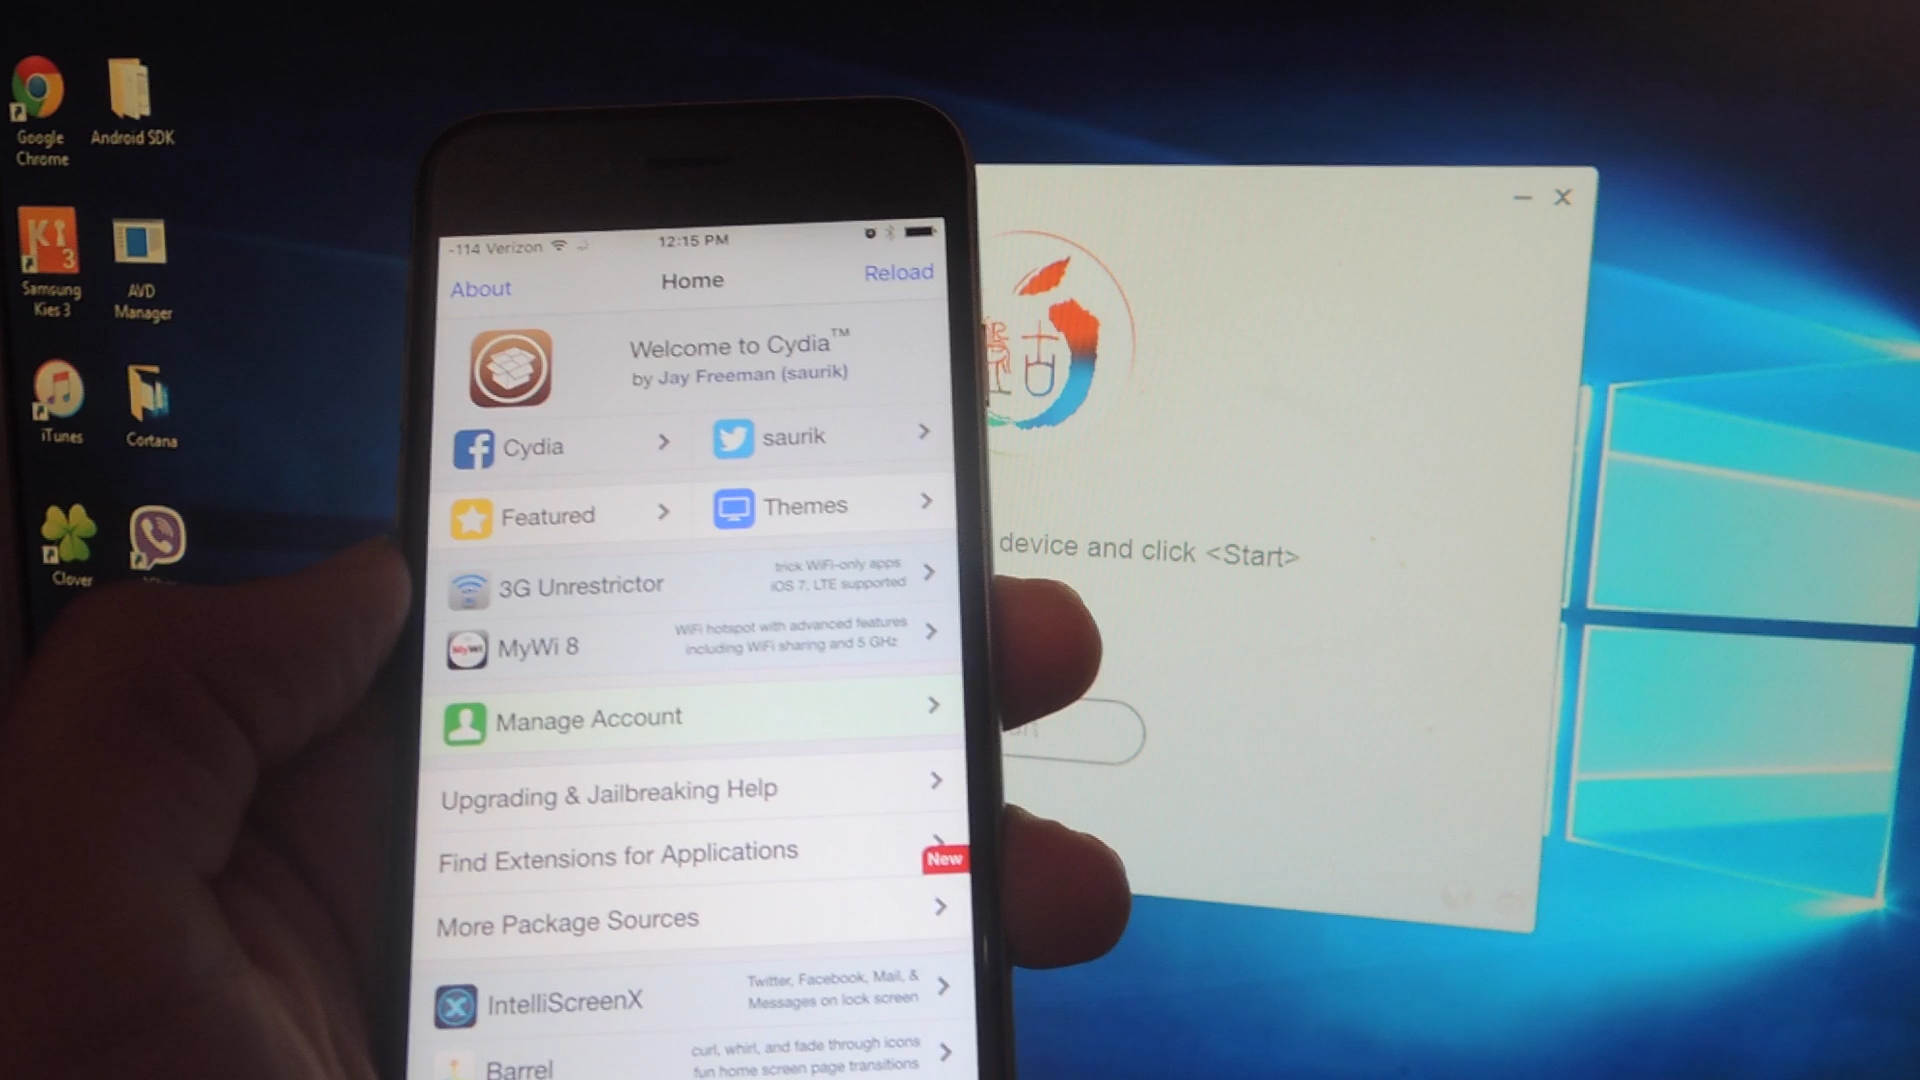 Google
Chrome
Android SDK
Samsung
Kies 3
AVD
Manager
iTunes
Cortana
Clover
-114 Verizon
12:15 PM
About
Home
Reload
Welcome to Cydia™
by Jay Freeman (saurik)
Cydia
saurik
Featured
Themes
3G Unrestrictor
trick WiFi-only apps
iOS 7, LTE supported
MyWi 8
WiFi hotspot with advanced features
including WiFi sharing and 5 GHz
Manage Account
Upgrading & Jailbreaking Help
Find Extensions for Applications
New
More Package Sources
IntelliScreenX
Twitter, Facebook, Mail, &
Messages on lock screen
Barrel
curl, whirl, and fade through icons
fun home screen page transitions
device and click <Start>